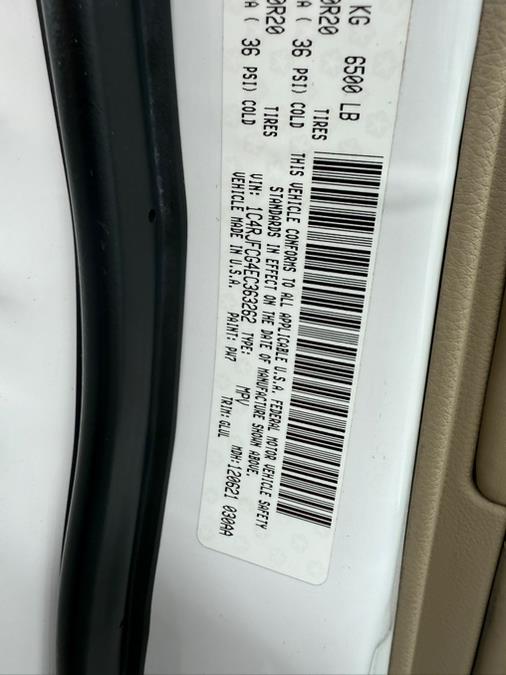 KG 6500 LB
0R20 TIRES
A ( 36 PSI) COLD
0R20 TIRES
A ( 36 PSI) COLD
THIS VEHICLE CONFORMS TO ALL APPLICABLE U.S.A. FEDERAL MOTOR VEHICLE SAFETY
STANDARDS IN EFFECT ON THE DATE OF MANUFACTURE SHOWN ABOVE.
VIN: 1C4RJFCG4EC363262 TYPE: MPV MDH:120621 030AA
VEHICLE MADE IN U.S.A. PAINT: PW7 TRIM:GLUL